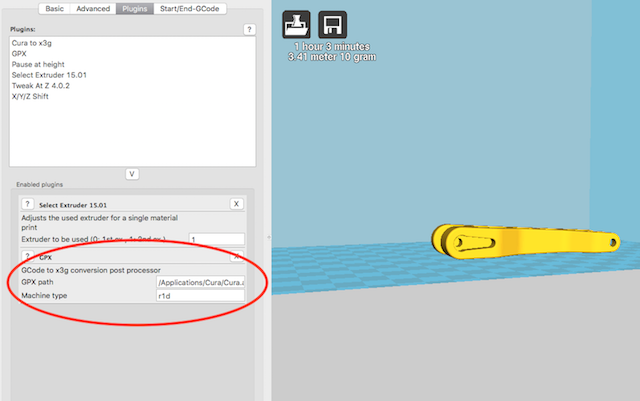 Basic Advanced Plugins Start/End-GCode
Plugins: ?
Cura to x3g
GPX
Pause at height
Select Extruder 15.01
Tweak At Z 4.0.2
X/Y/Z Shift
V
Enabled plugins
? Select Extruder 15.01 X
Adjusts the used extruder for a single material
print
Extruder to be used (0: 1st 1: 2nd 1
? GPX X
GCode to x3g conversion post processor
GPX path /Applications/Cura/Cura.a
Machine type r1d
1 hour 3 minutes
3.41 meter 10 gram